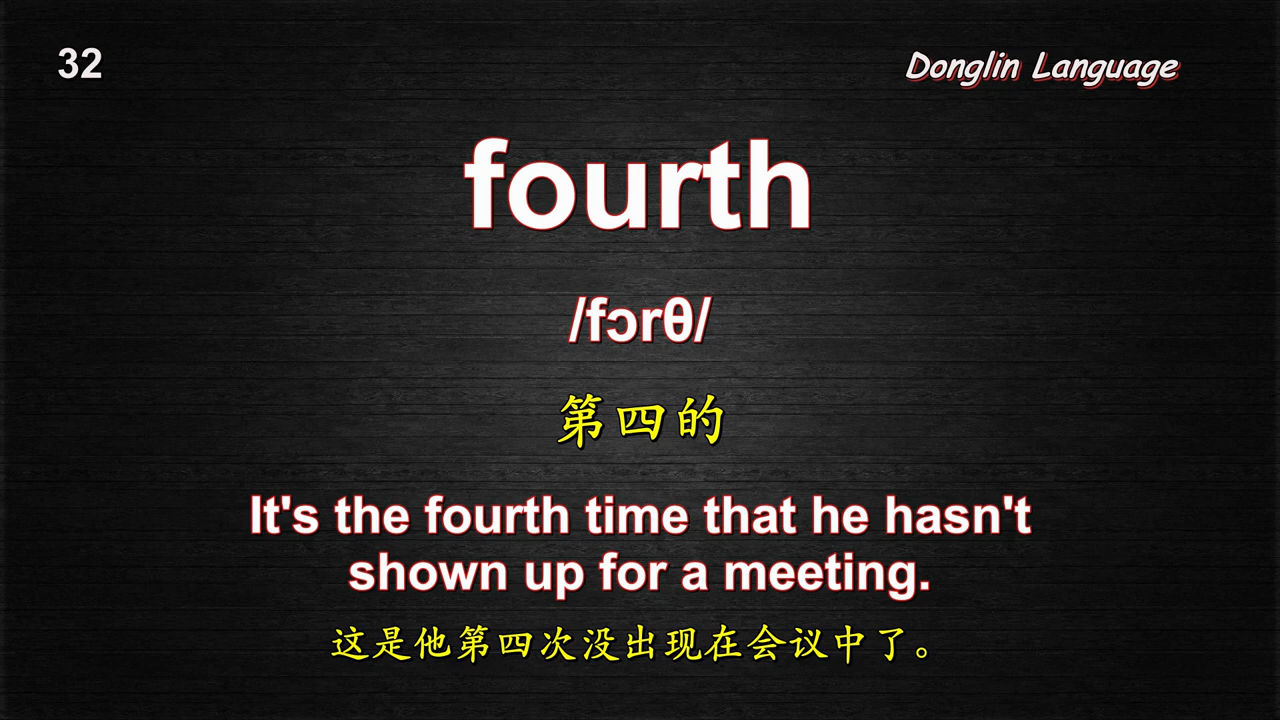 32
Donglin Language
fourth
/fɔrθ/
第四的
It's the fourth time that he hasn't
shown up for a meeting.
这是他第四次没出现在会议中了。